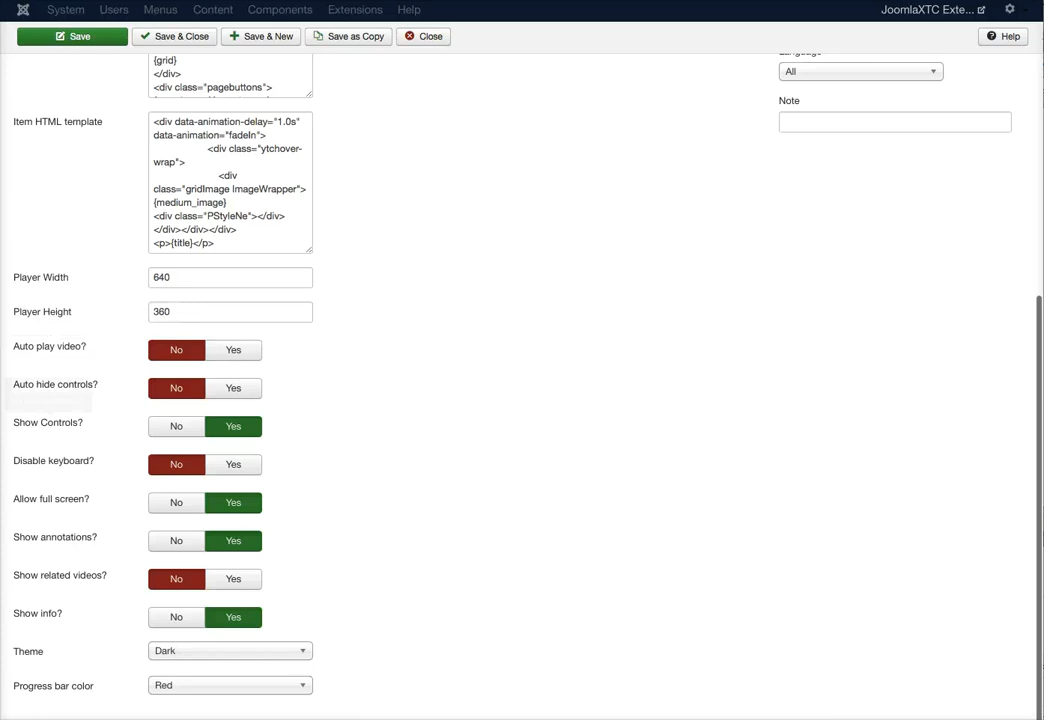 System Users Menus Content Components Extensions Help JoomlaXTC Exte...
Save Save & Close Save & New Save as Copy Close Help
{grid}
</div>
<div class="pagebuttons">
All
Note
Item HTML template
<div data-animation-delay="1.0s"
data-animation="fadeIn">
<div class="ytchover-
wrap">
<div
class="gridImage ImageWrapper">
{medium_image}
<div class="PStyleNe"></div>
</div></div></div>
<p>{title}</p>
Player Width 640
Player Height 360
Auto play video? No Yes
Auto hide controls? No Yes
Show Controls? No Yes
Disable keyboard? No Yes
Allow full screen? No Yes
Show annotations? No Yes
Show related videos? No Yes
Show info? No Yes
Theme Dark
Progress bar color Red